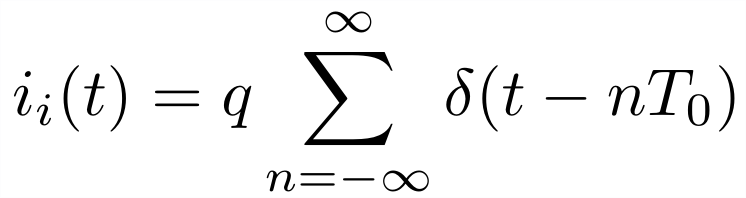 $i_i(t) = q \sum_{n=-\infty}^{\infty} \delta(t - nT_0)$